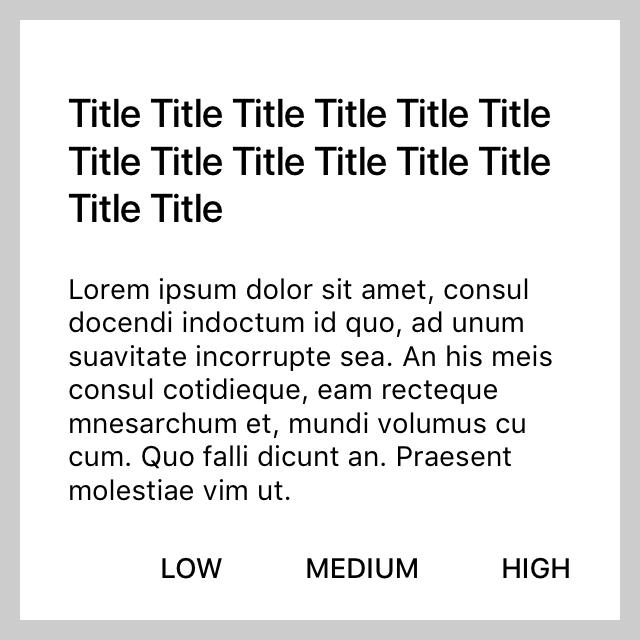 Title Title Title Title Title Title
Title Title Title Title Title Title
Title Title
Lorem ipsum dolor sit amet, consul
docendi indoctum id quo, ad unum
suavitate incorrupte sea. An his meis
consul cotidieque, eam recteque
mnesarchum et, mundi volumus cu
cum. Quo falli dicunt an. Praesent
molestiae vim ut.
LOW MEDIUM HIGH